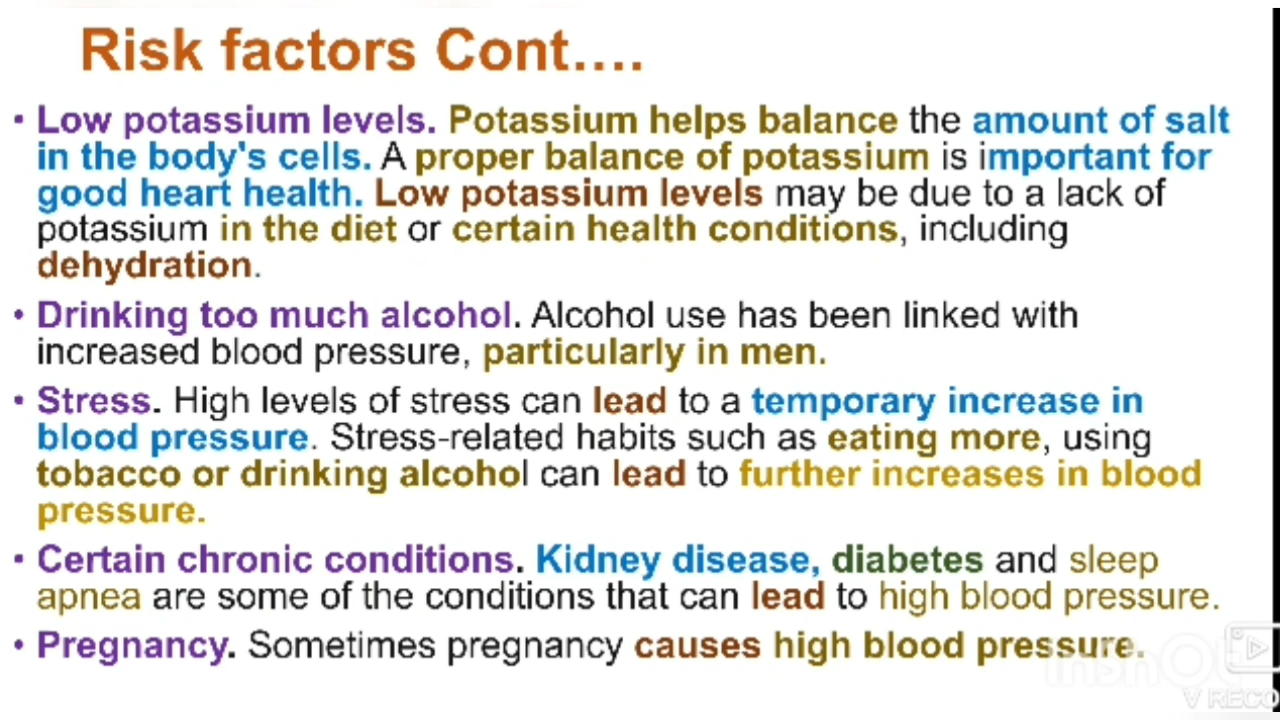 Risk factors Cont....
• Low potassium levels. Potassium helps balance the amount of salt
in the body's cells. A proper balance of potassium is important for
good heart health. Low potassium levels may be due to a lack of
potassium in the diet or certain health conditions, including
dehydration.
• Drinking too much alcohol. Alcohol use has been linked with
increased blood pressure, particularly in men.
• Stress. High levels of stress can lead to a temporary increase in
blood pressure. Stress-related habits such as eating more, using
tobacco or drinking alcohol can lead to further increases in blood
pressure.
• Certain chronic conditions. Kidney disease, diabetes and sleep
apnea are some of the conditions that can lead to high blood pressure.
• Pregnancy. Sometimes pregnancy causes high blood pressure.
V RECO